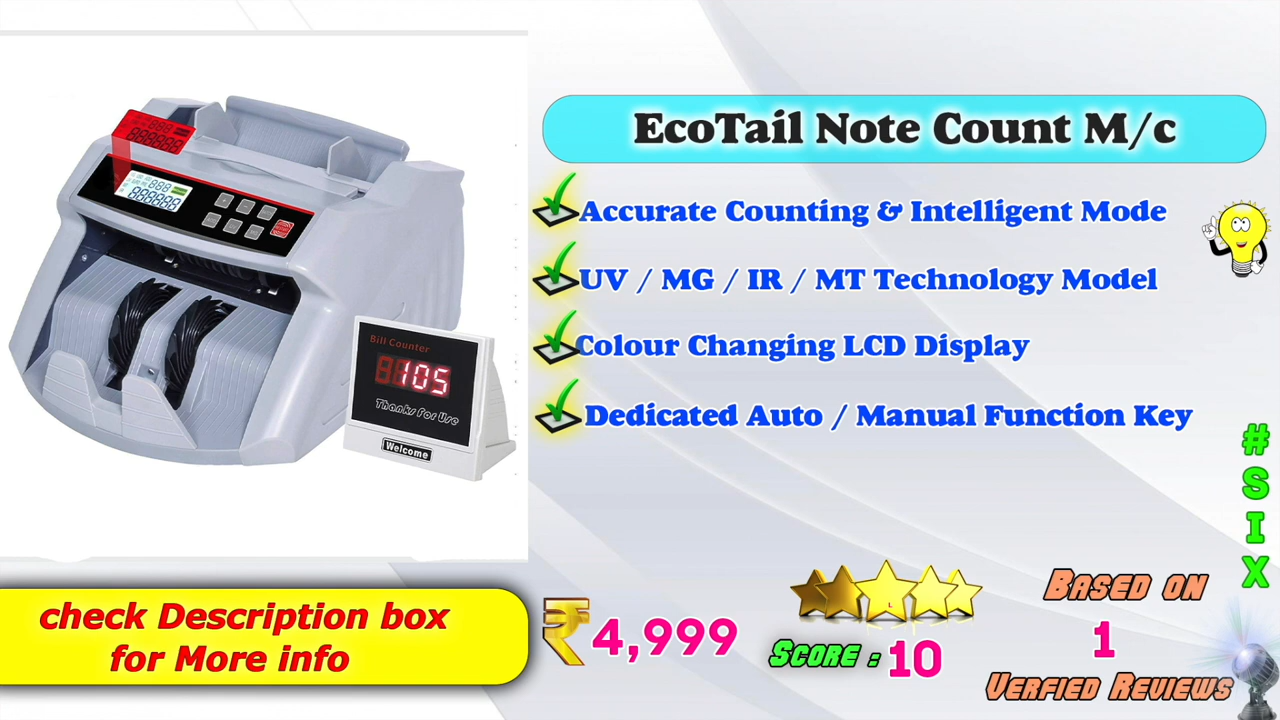 EcoTail Note Count M/c
Accurate Counting & Intelligent Mode
UV / MG / IR / MT Technology Model
Colour Changing LCD Display
Dedicated Auto / Manual Function Key
Bill Counter
105
Thanks For Use
Welcome
#
S
I
X
check Description box
for More info
₹4,999
Score : 10
Based on
1
Verfied Reviews